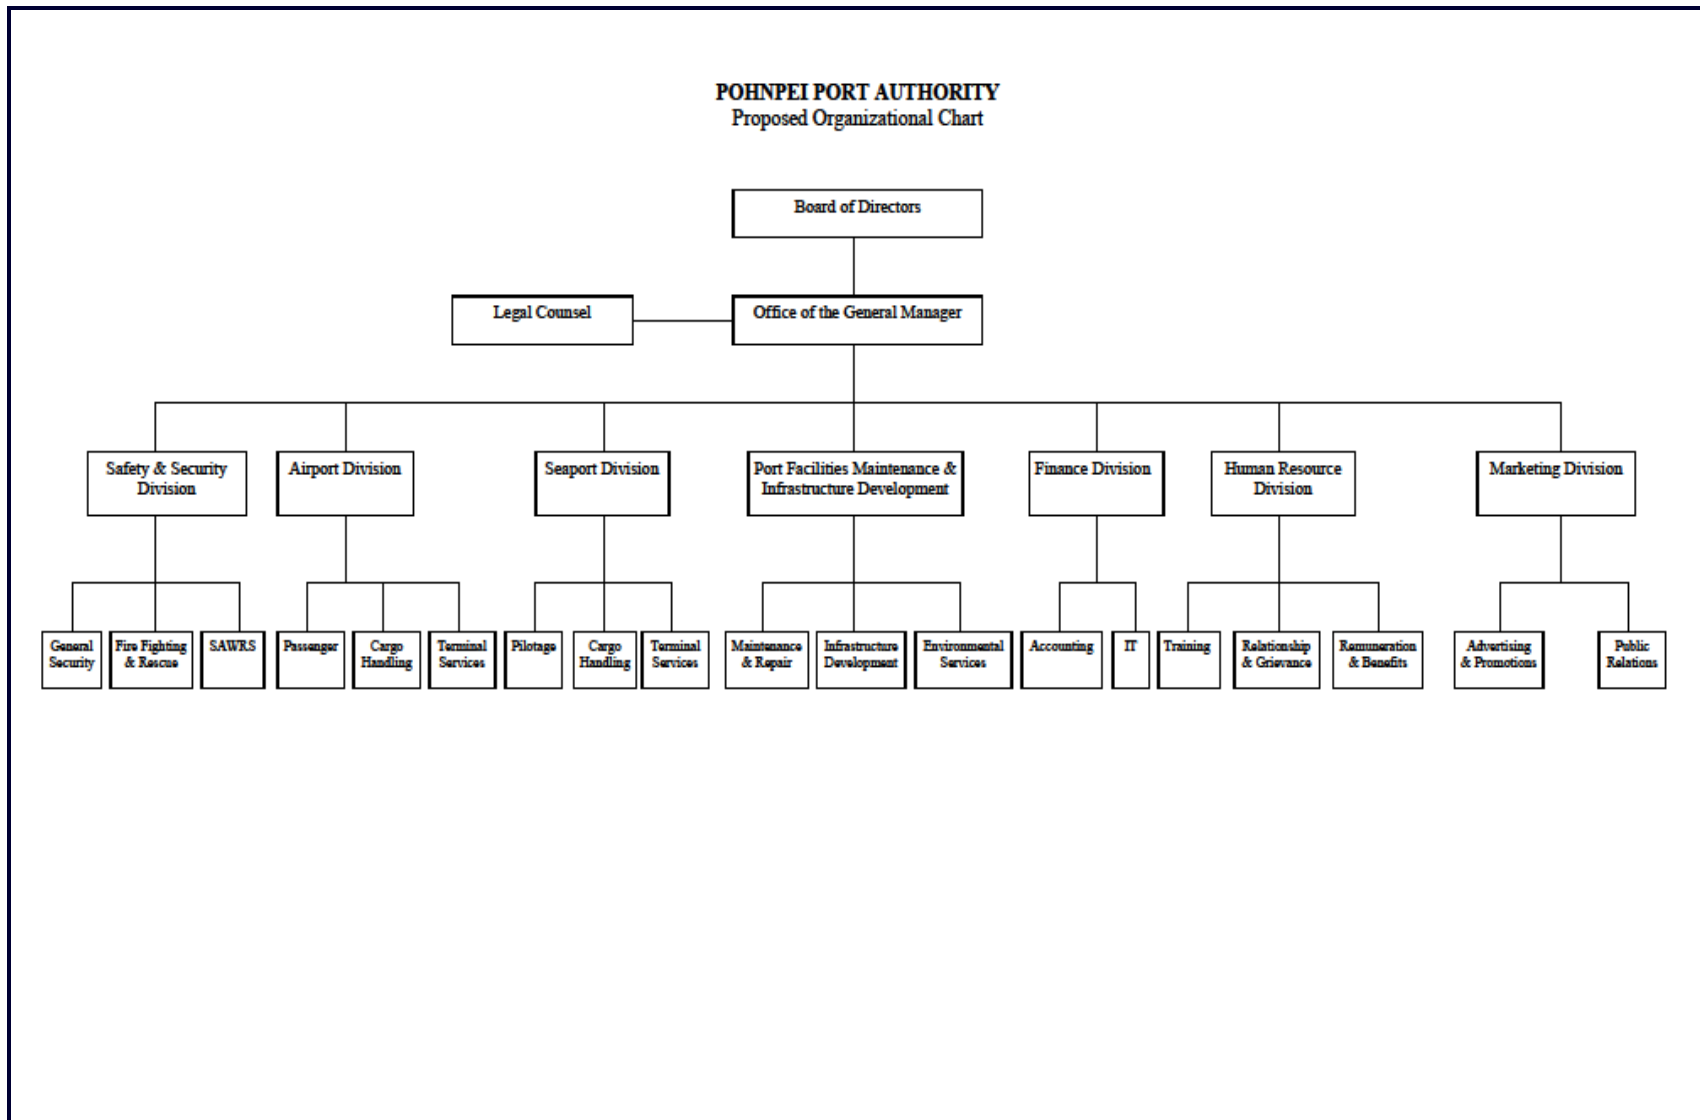 POHNPEI PORT AUTHORITY
Proposed Organizational Chart
Board of Directors
Legal Counsel
Office of the General Manager
Safety & Security
Division
Airport Division
Seaport Division
Port Facilities Maintenance &
Infrastructure Development
Finance Division
Human Resource
Division
Marketing Division
General
Security
Fire Fighting
& Rescue
SAWRS
Passenger
Cargo
Handling
Terminal
Services
Pilotage
Cargo
Handling
Terminal
Services
Maintenance
& Repair
Infrastructure
Development
Environmental
Services
Accounting
IT
Training
Relationship
& Grievance
Remuneration
& Benefits
Advertising
& Promotions
Public
Relations